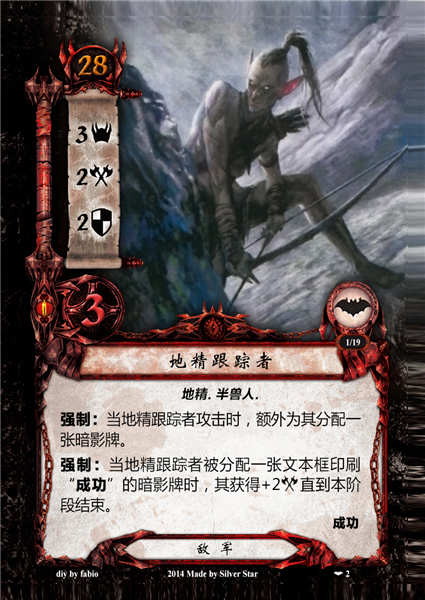 28
3
2
2
3
1/19
地精跟踪者
地精. 半兽人.
强制：当地精跟踪者攻击时，额外为其分配一
张暗影牌。
强制：当地精跟踪者被分配一张文本框印刷
“成功”的暗影牌时，其获得+2直到本阶
段结束。
成功
敌军
diy by fabio 2014 Made by Silver Star 2